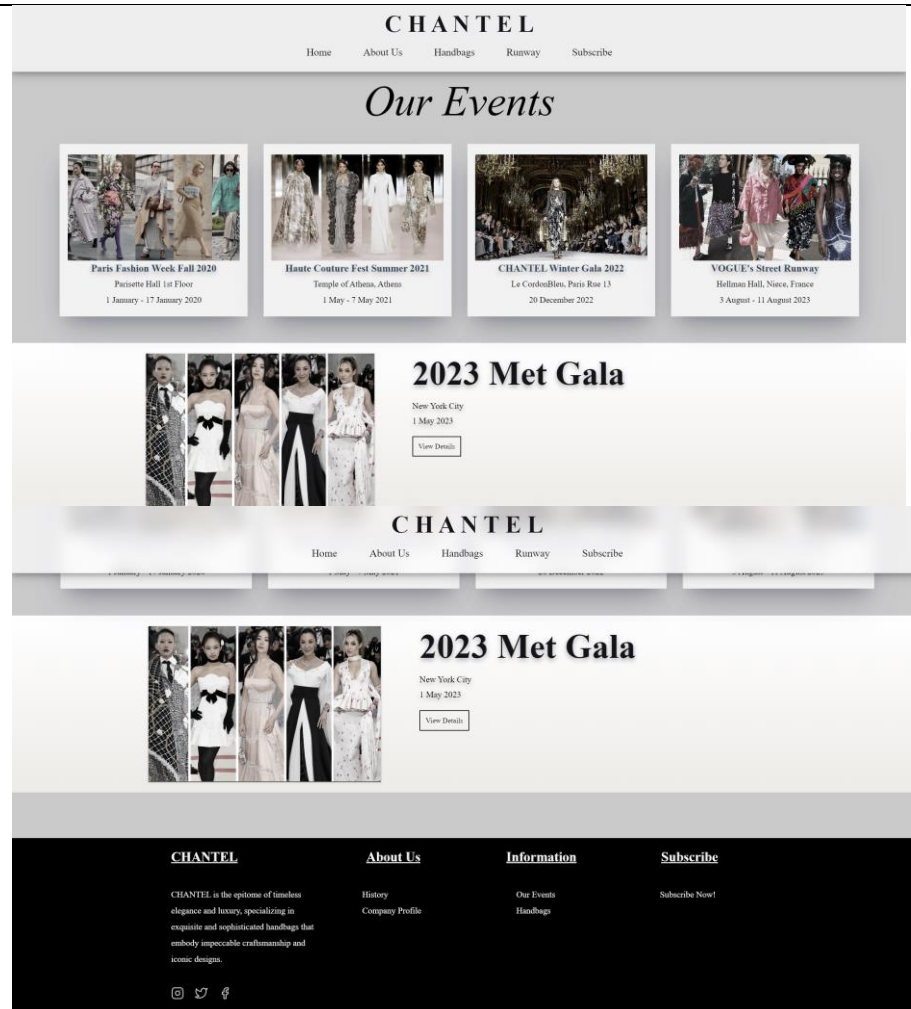 CHANTEL
Home About Us Handbags Runway Subscribe
Our Events
Paris Fashion Week Fall 2020
Parisette Hall 1st Floor
1 January - 17 January 2020
Haute Couture Fest Summer 2021
Temple of Athena, Athens
1 May - 7 May 2021
CHANTEL Winter Gala 2022
Le CordonBleu, Paris Rue 13
20 December 2022
VOGUE's Street Runway
Hellman Hall, Niece, France
3 August - 11 August 2023
2023 Met Gala
New York City
1 May 2023
View Details
CHANTEL
Home About Us Handbags Runway Subscribe
2023 Met Gala
New York City
1 May 2023
View Details
CHANTEL
CHANTEL is the epitome of timeless
elegance and luxury, specializing in
exquisite and sophisticated handbags that
embody impeccable craftsmanship and
iconic designs.
About Us
History
Company Profile
Information
Our Events
Handbags
Subscribe
Subscribe Now!